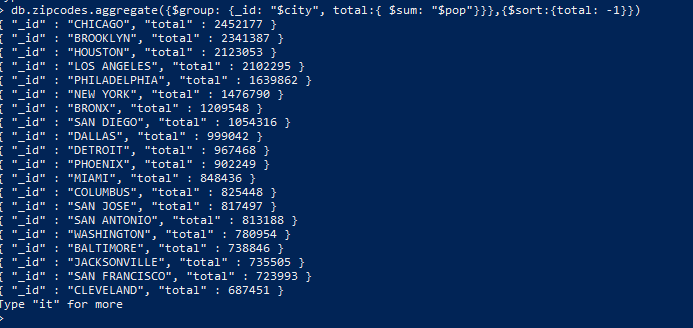 > db.zipcodes.aggregate({$group: {_id: "$city", total:{ $sum: "$pop"}}},{$sort:{total: -1}})
{ "_id" : "CHICAGO", "total" : 2452177 }
{ "_id" : "BROOKLYN", "total" : 2341387 }
{ "_id" : "HOUSTON", "total" : 2123053 }
{ "_id" : "LOS ANGELES", "total" : 2102295 }
{ "_id" : "PHILADELPHIA", "total" : 1639862 }
{ "_id" : "NEW YORK", "total" : 1476790 }
{ "_id" : "BRONX", "total" : 1209548 }
{ "_id" : "SAN DIEGO", "total" : 1054316 }
{ "_id" : "DALLAS", "total" : 999042 }
{ "_id" : "DETROIT", "total" : 967468 }
{ "_id" : "PHOENIX", "total" : 902249 }
{ "_id" : "MIAMI", "total" : 848436 }
{ "_id" : "COLUMBUS", "total" : 825448 }
{ "_id" : "SAN JOSE", "total" : 817497 }
{ "_id" : "SAN ANTONIO", "total" : 813188 }
{ "_id" : "WASHINGTON", "total" : 780954 }
{ "_id" : "BALTIMORE", "total" : 738846 }
{ "_id" : "JACKSONVILLE", "total" : 735505 }
{ "_id" : "SAN FRANCISCO", "total" : 723993 }
{ "_id" : "CLEVELAND", "total" : 687451 }
Type "it" for more
>